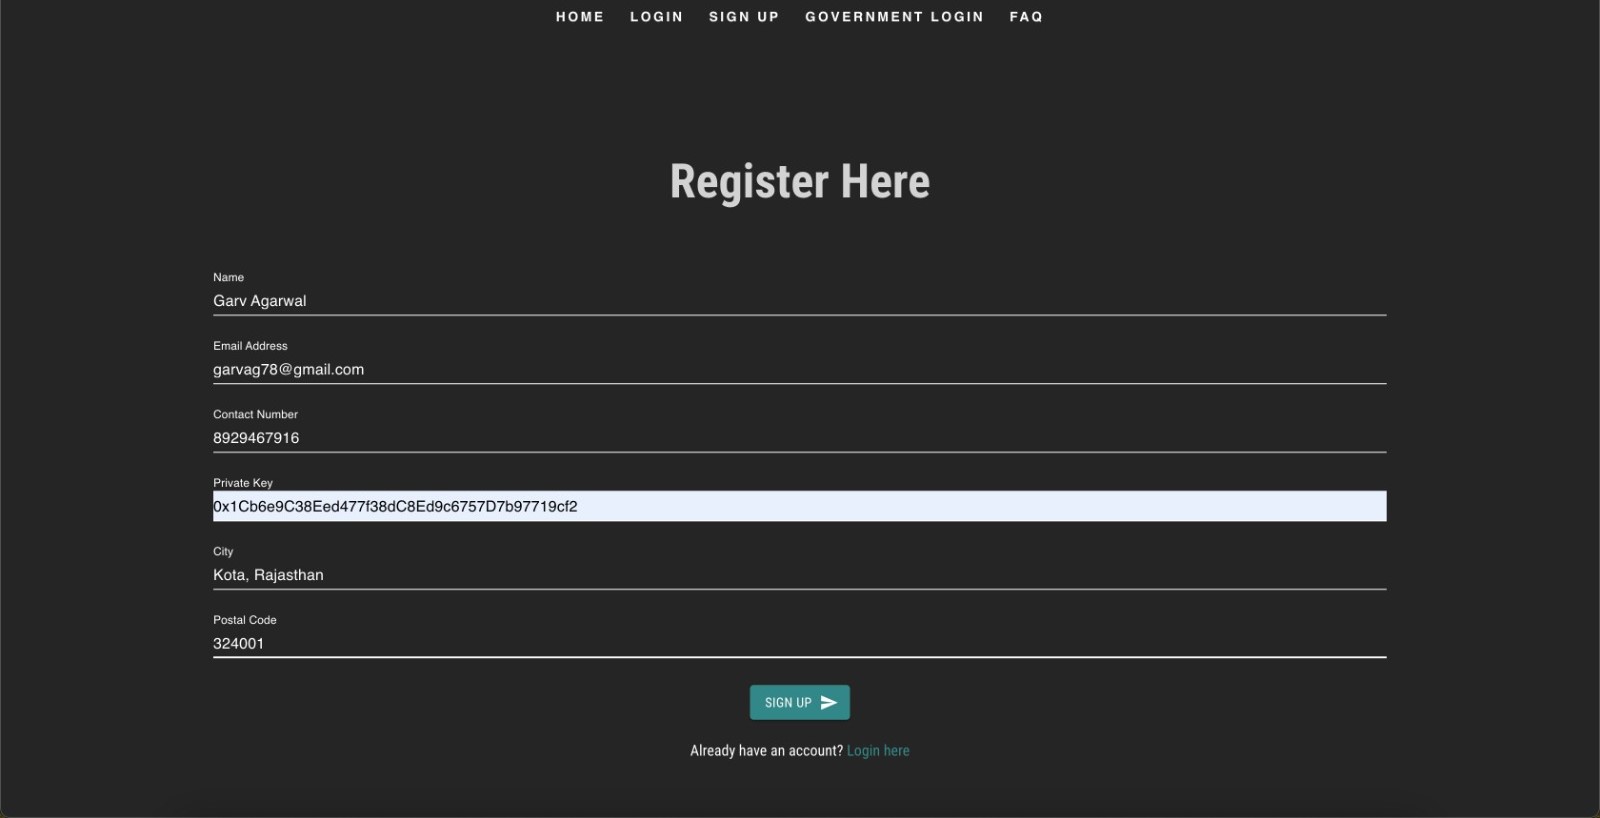 HOME LOGIN SIGN UP GOVERNMENT LOGIN FAQ
Register Here
Name
Garv Agarwal
Email Address
garvag78@gmail.com
Contact Number
8929467916
Private Key
0x1Cb6e9C38Eed477f38dC8Ed9c6757D7b97719cf2
City
Kota, Rajasthan
Postal Code
324001
SIGN UP
Already have an account? Login here